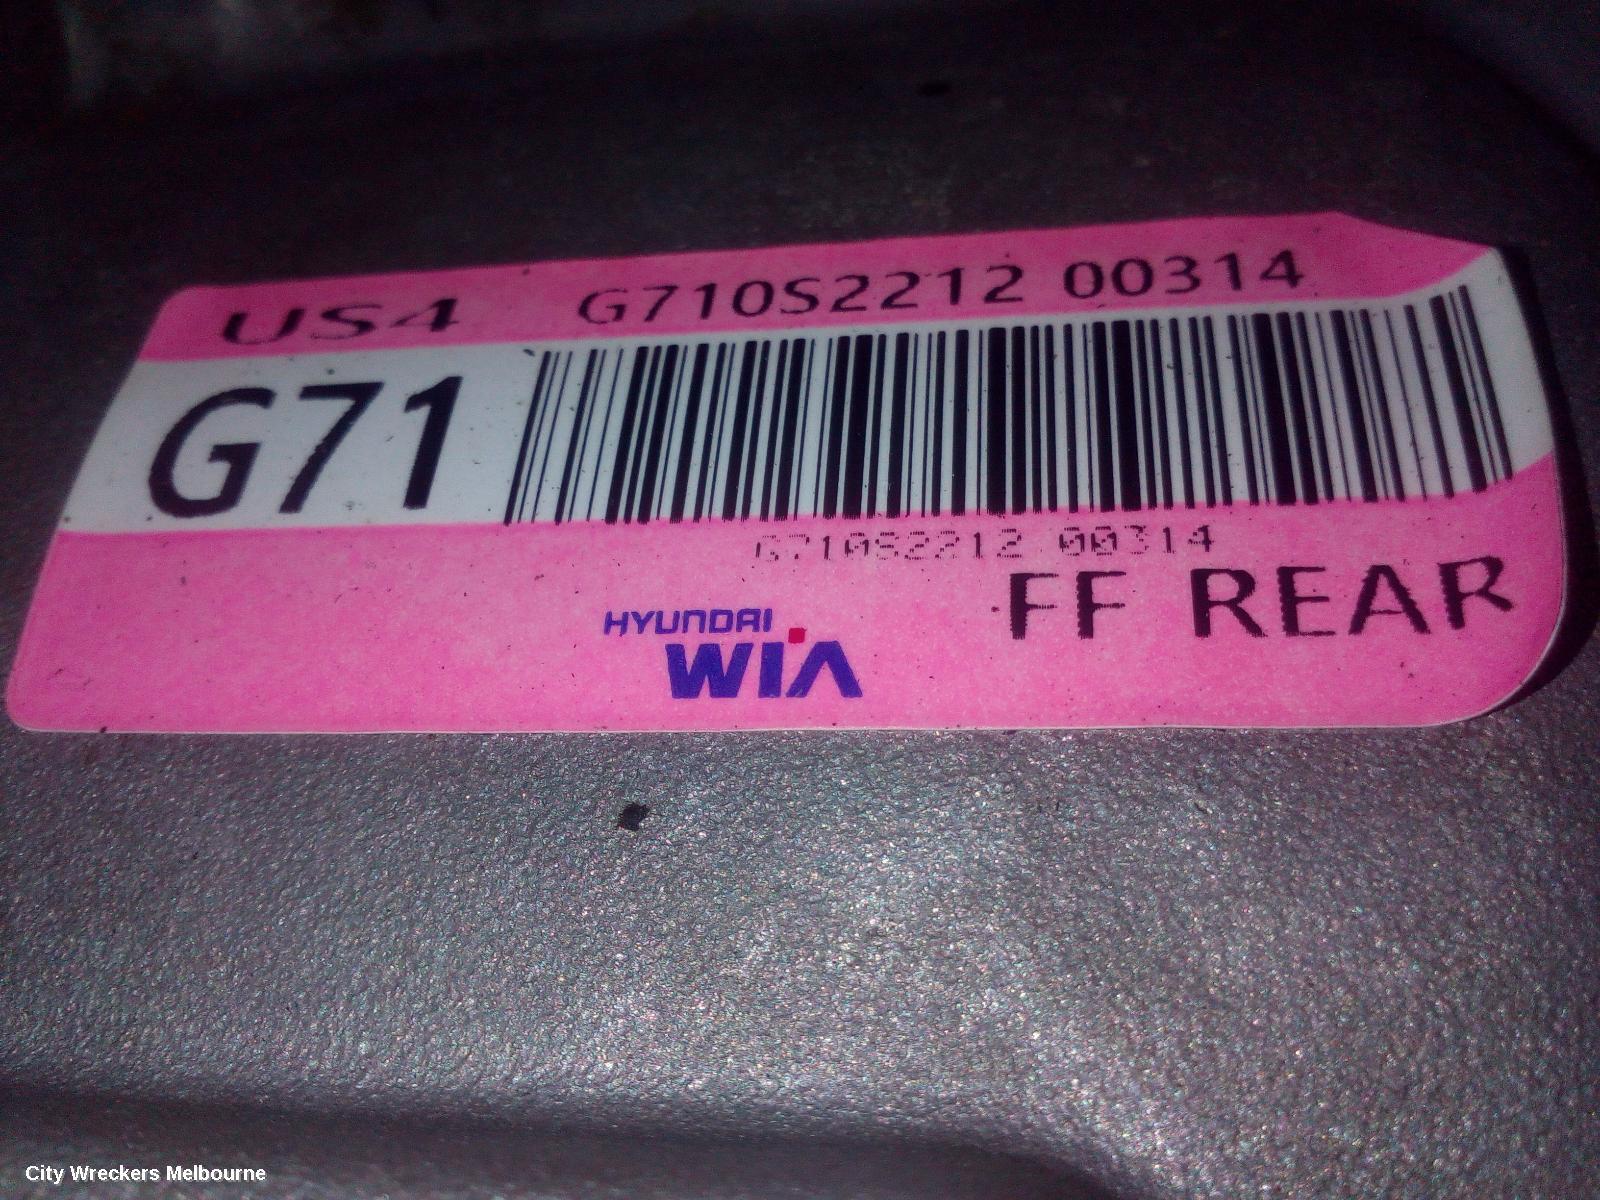 US4 G710S2212 00314
G71
G710S2212 00314
FF REAR
HYUNDAI
WIA
City Wreckers Melbourne